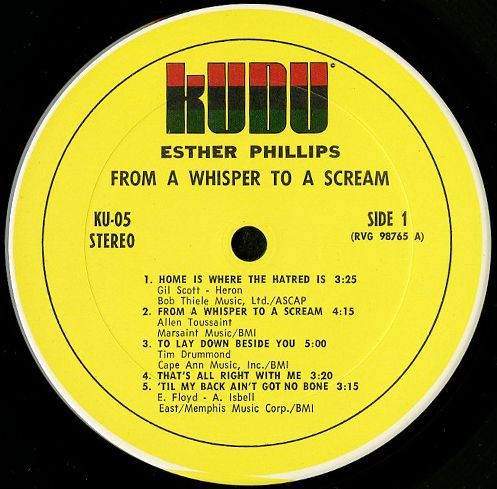 kUDU ©
ESTHER PHILLIPS
FROM A WHISPER TO A SCREAM
KU-05
STEREO
SIDE 1
(RVG 98765 A)
1. HOME IS WHERE THE HATRED IS 3:25
Gil Scott - Heron
Bob Thiele Music, Ltd./ASCAP
2. FROM A WHISPER TO A SCREAM 4:15
Allen Toussaint
Marsaint Music/BMI
3. TO LAY DOWN BESIDE YOU 5:00
Tim Drummond
Cape Ann Music, Inc./BMI
4. THAT'S ALL RIGHT WITH ME 3:20
5. 'TIL MY BACK AIN'T GOT NO BONE 3:15
E. Floyd - A. Isbell
East/Memphis Music Corp./BMI